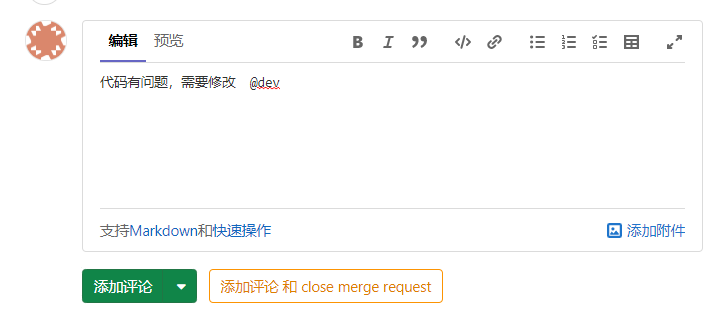 编辑 预览
代码有问题，需要修改 @dev
支持Markdown和快速操作 添加附件
添加评论 添加评论 和 close merge request